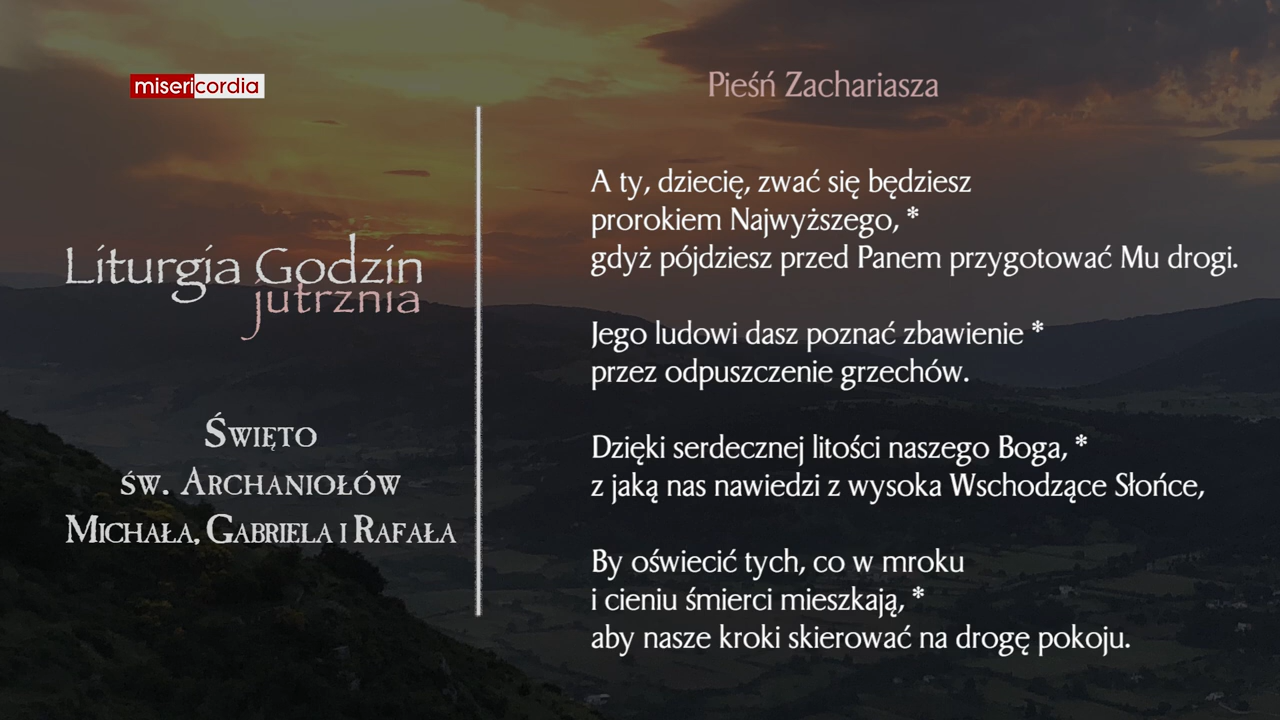 misericordia
Liturgia Godzin
jutrznia
Święto
św. Archaniołów
Michała, Gabriela i Rafała
Pieśń Zachariasza
A ty, dziecię, zwać się będziesz
prorokiem Najwyższego, *
gdyż pójdziesz przed Panem przygotować Mu drogi.
Jego ludowi dasz poznać zbawienie *
przez odpuszczenie grzechów.
Dzięki serdecznej litości naszego Boga, *
z jaką nas nawiedzi z wysoka Wschodzące Słońce,
By oświecić tych, co w mroku
i cieniu śmierci mieszkają, *
aby nasze kroki skierować na drogę pokoju.